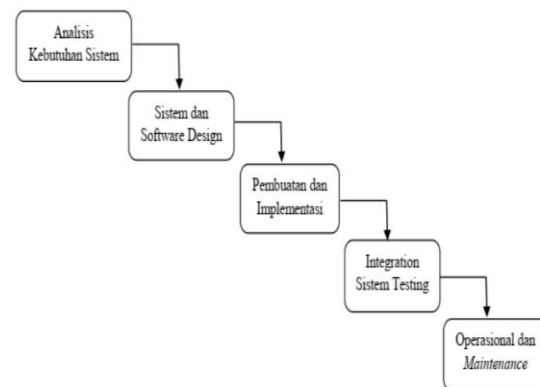 Analisis
Kebutuhan Sistem
Sistem dan
Software Design
Pembuatan dan
Implementasi
Integration
Sistem Testing
Operasional dan
Maintenance